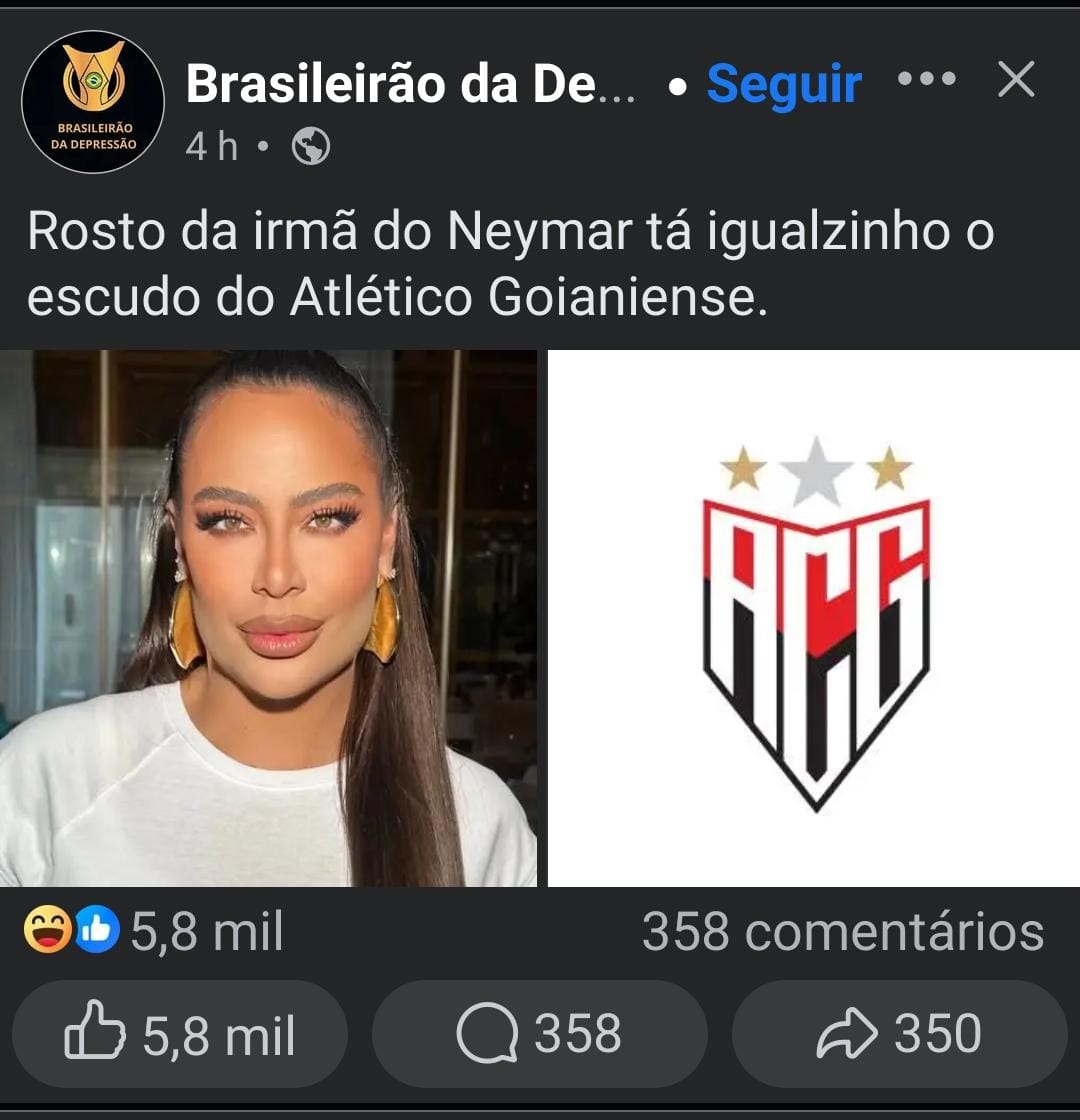 BRASILEIRÃO
DA DEPRESSÃO
Brasileirão da De... • Seguir
4 h •
Rosto da irmã do Neymar tá igualzinho o
escudo do Atlético Goianiense.
ACG
5,8 mil 358 comentários
5,8 mil 358 350